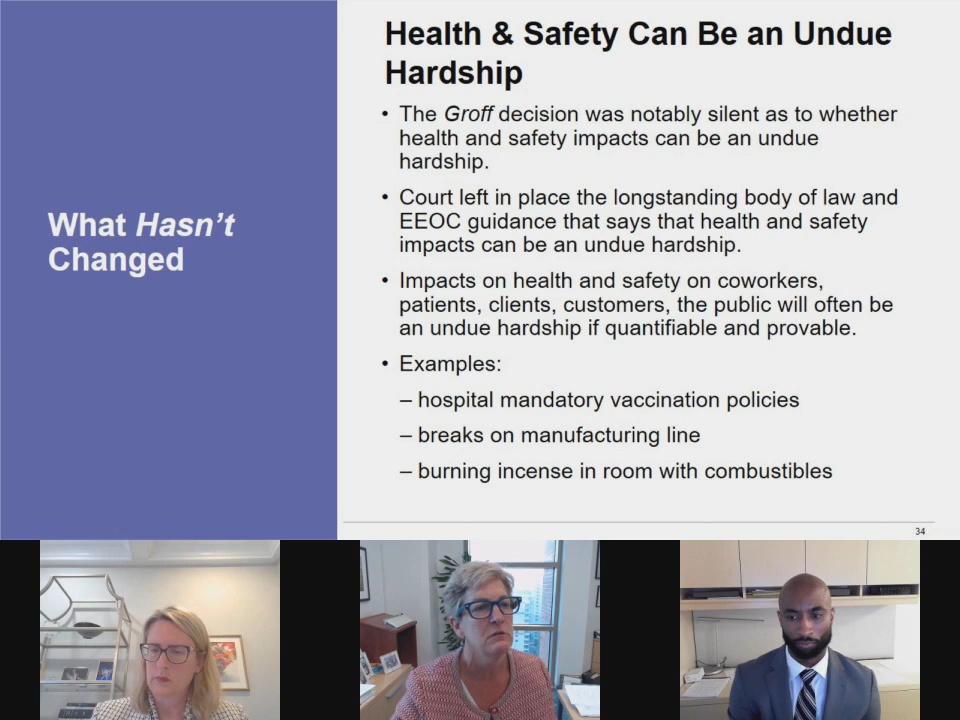 Health & Safety Can Be an Undue
Hardship
• The Groff decision was notably silent as to whether
health and safety impacts can be an undue
hardship.
• Court left in place the longstanding body of law and
EEOC guidance that says that health and safety
impacts can be an undue hardship.
• Impacts on health and safety on coworkers,
patients, clients, customers, the public will often be
an undue hardship if quantifiable and provable.
• Examples:
– hospital mandatory vaccination policies
– breaks on manufacturing line
– burning incense in room with combustibles
What Hasn't
Changed
34